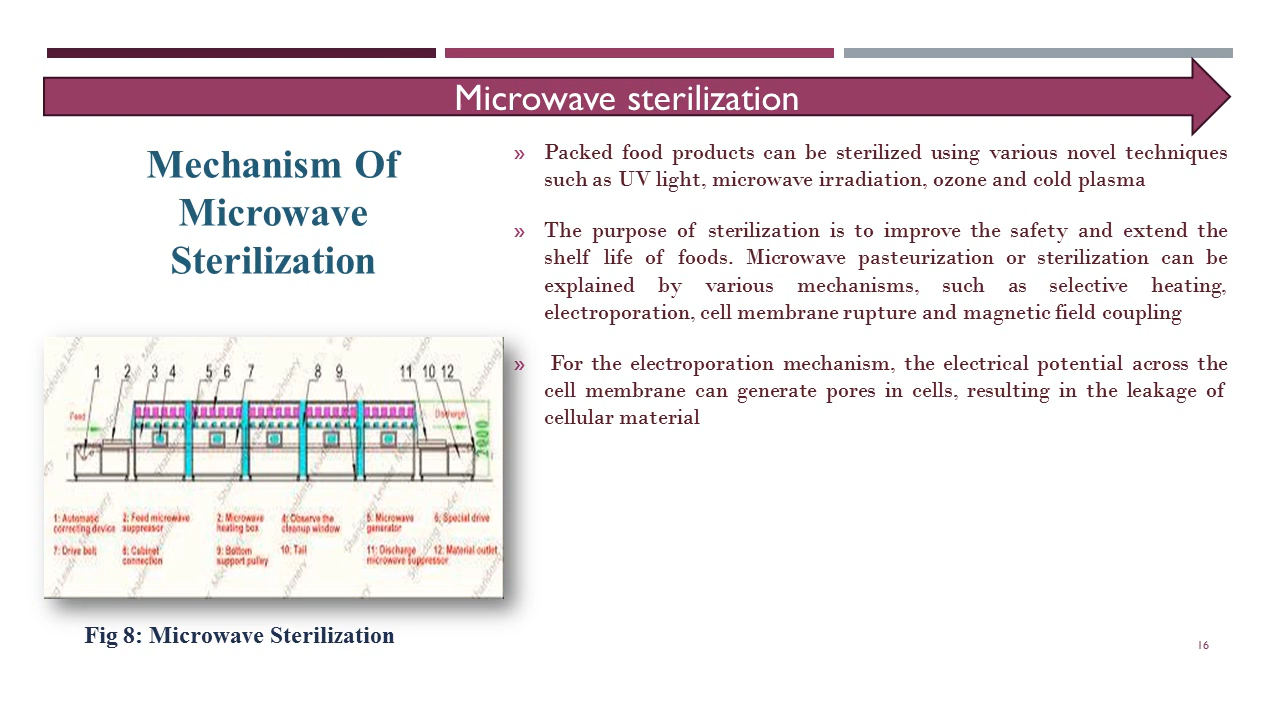 Microwave sterilization
Mechanism Of
Microwave
Sterilization
» Packed food products can be sterilized using various novel techniques
such as UV light, microwave irradiation, ozone and cold plasma
» The purpose of sterilization is to improve the safety and extend the
shelf life of foods. Microwave pasteurization or sterilization can be
explained by various mechanisms, such as selective heating,
electroporation, cell membrane rupture and magnetic field coupling
» For the electroporation mechanism, the electrical potential across the
cell membrane can generate pores in cells, resulting in the leakage of
cellular material
1 2 3 4 5 6 7 8 9 11 10 12
Feed
Discharge
2000
1: Automatic
correcting device
2: Feed microwave
suppressor
2: Microwave
heating box
4: Observe the
cleanup window
5: Microwave
generator
6: Special drive
7: Drive belt
8: Cabinet
connection
9: Bottom
support pulley
10: Tail
11: Discharge
microwave suppressor
12: Material outlet
Fig 8: Microwave Sterilization
16